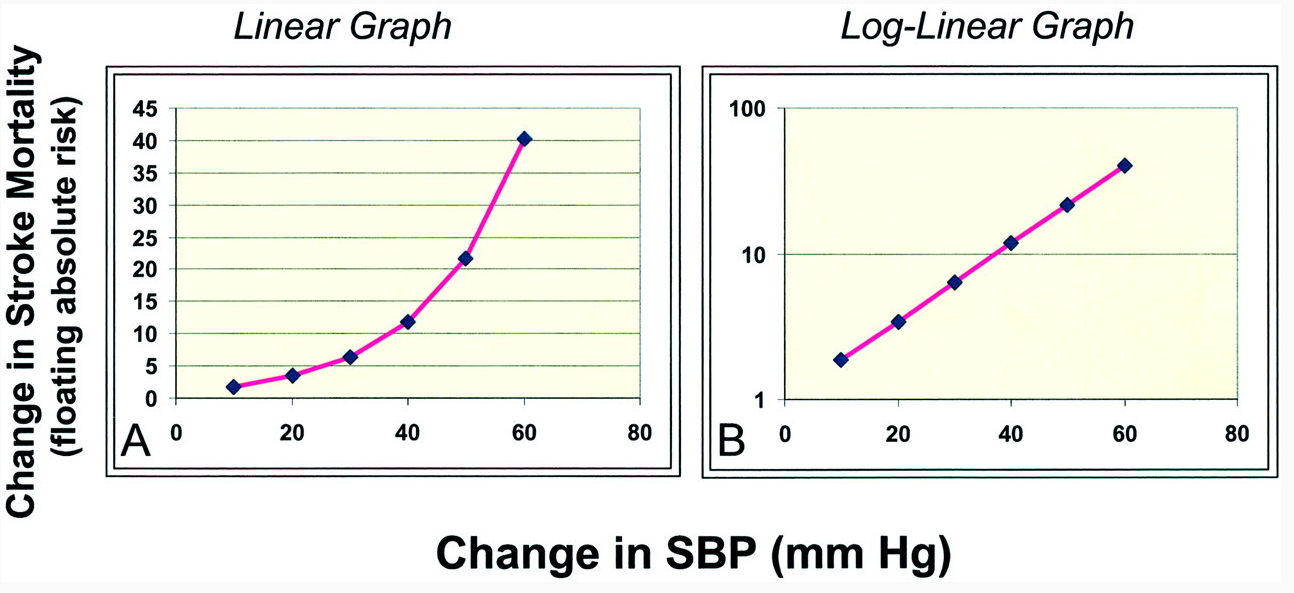 Linear Graph
Log-Linear Graph
Change in Stroke Mortality
(floating absolute risk)
45
40
35
30
25
20
15
10
5
0
0 20 40 60 80
A
100
10
1
0 20 40 60 80
B
Change in SBP (mm Hg)